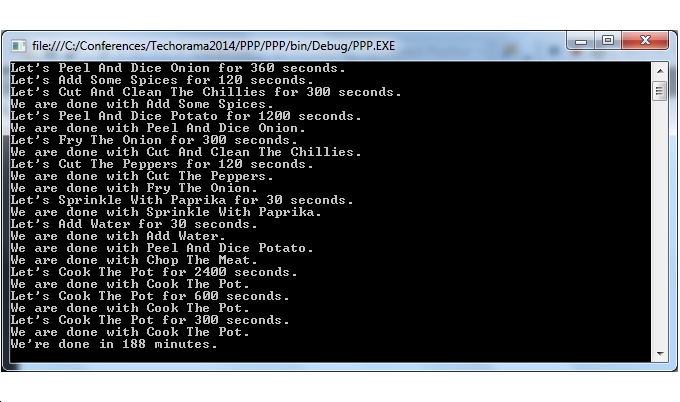 file:///C:/Conferences/Techorama2014/PPP/PPP/bin/Debug/PPP.EXE
Let's Peel And Dice Onion for 360 seconds.
Let's Add Some Spices for 120 seconds.
Let's Cut And Clean The Chillies for 300 seconds.
We are done with Add Some Spices.
Let's Peel And Dice Potato for 1200 seconds.
We are done with Peel And Dice Onion.
Let's Fry The Onion for 300 seconds.
We are done with Cut And Clean The Chillies.
Let's Cut The Peppers for 120 seconds.
We are done with Cut The Peppers.
We are done with Fry The Onion.
Let's Sprinkle With Paprika for 30 seconds.
We are done with Sprinkle With Paprika.
Let's Add Water for 30 seconds.
We are done with Add Water.
We are done with Peel And Dice Potato.
We are done with Chop The Meat.
Let's Cook The Pot for 2400 seconds.
We are done with Cook The Pot.
Let's Cook The Pot for 600 seconds.
We are done with Cook The Pot.
Let's Cook The Pot for 300 seconds.
We are done with Cook The Pot.
We're done in 188 minutes.